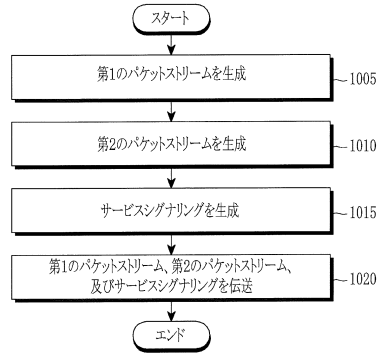 スタート
第1のパケットストリームを生成
1005
第2のパケットストリームを生成
1010
サービスシグナリングを生成
1015
第1のパケットストリーム、第2のパケットストリーム、
及びサービスシグナリングを伝送
1020
エンド